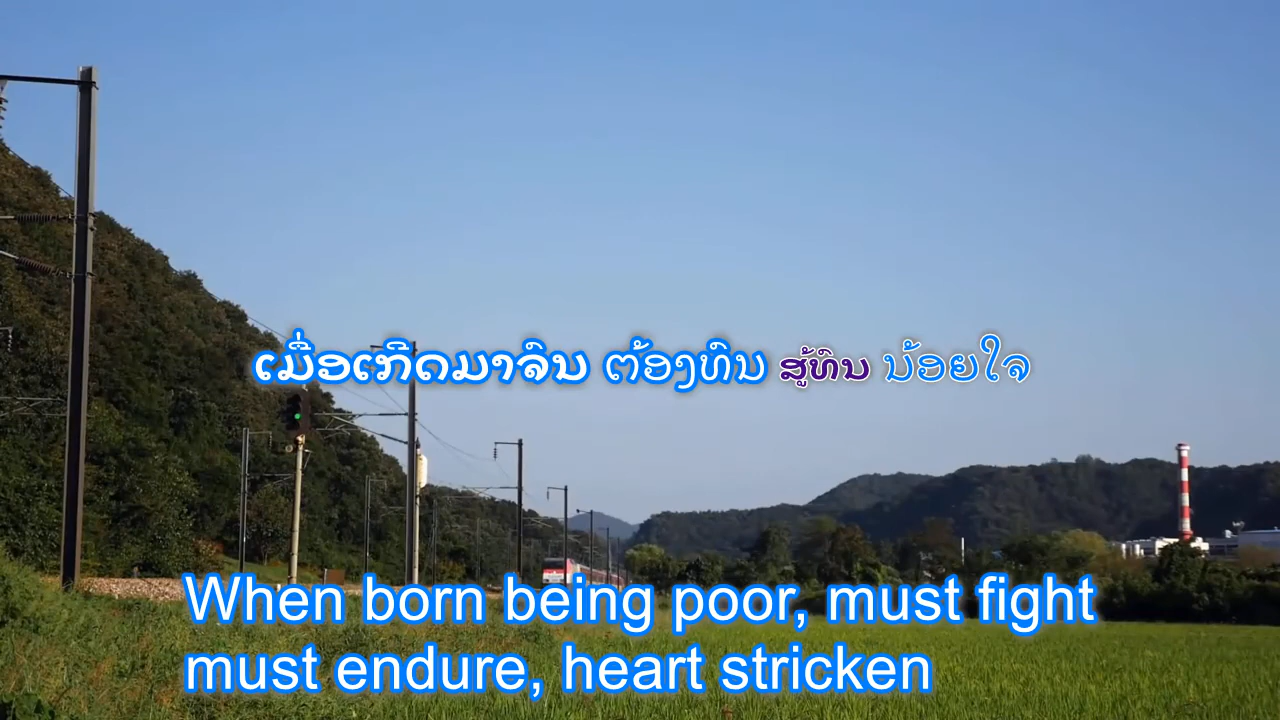 ເມື່ອເກີດມາຈົນ ຕ້ອງທົນ ສູ້ທົນ ນ້ອຍໃຈ
When born being poor, must fight
must endure, heart stricken